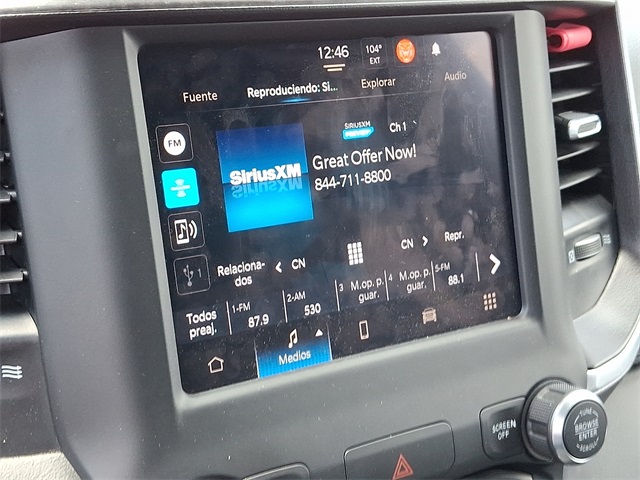 12:46
104°
EXT
Fuente
Reproduciendo: Si...
Explorar
Audio
FM
SiriusXM
SIRIUSXM
Ch 1
Great Offer Now!
844-711-8800
1
Relaciona-
dos
CN
CN
Repr.
Todos
preaj.
1-FM
87.9
2-AM
530
3 M.op. p.
guar.
4 M.op. p.
guar.
5-FM
88.1
Medios
SCREEN
OFF
TUNE
BROWSE
ENTER